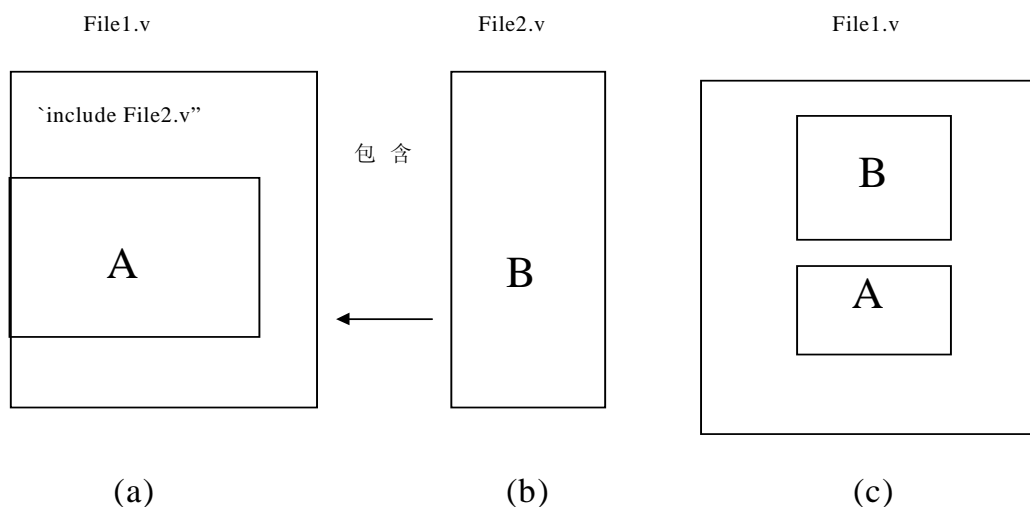 File1.v
File2.v
File1.v
`include File2.v”
包 含
B
A
B
A
(a)
(b)
(c)